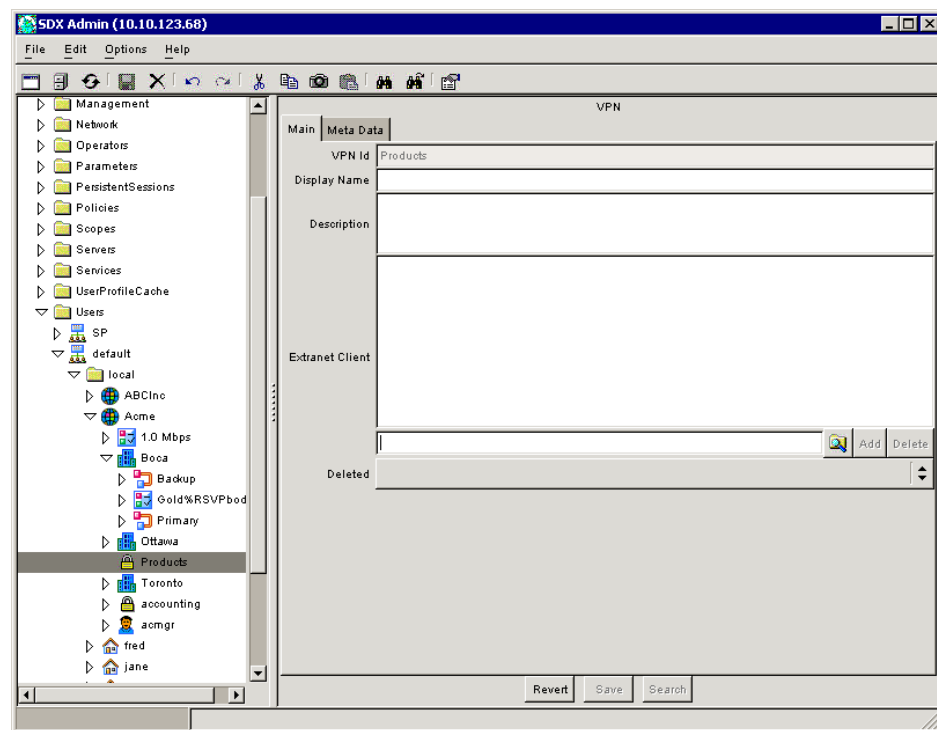 SDX Admin (10.10.123.68)
File Edit Options Help
Management
Network
Operators
Parameters
PersistentSessions
Policies
Scopes
Servers
Services
UserProfileCache
Users
SP
default
local
ABCInc
Acme
1.0 Mbps
Boca
Backup
Gold%RSVPbod
Primary
Ottawa
Products
Toronto
accounting
acmgr
fred
jane
VPN
Main Meta Data
VPN Id Products
Display Name
Description
Extranet Client
Add Delete
Deleted
Revert Save Search